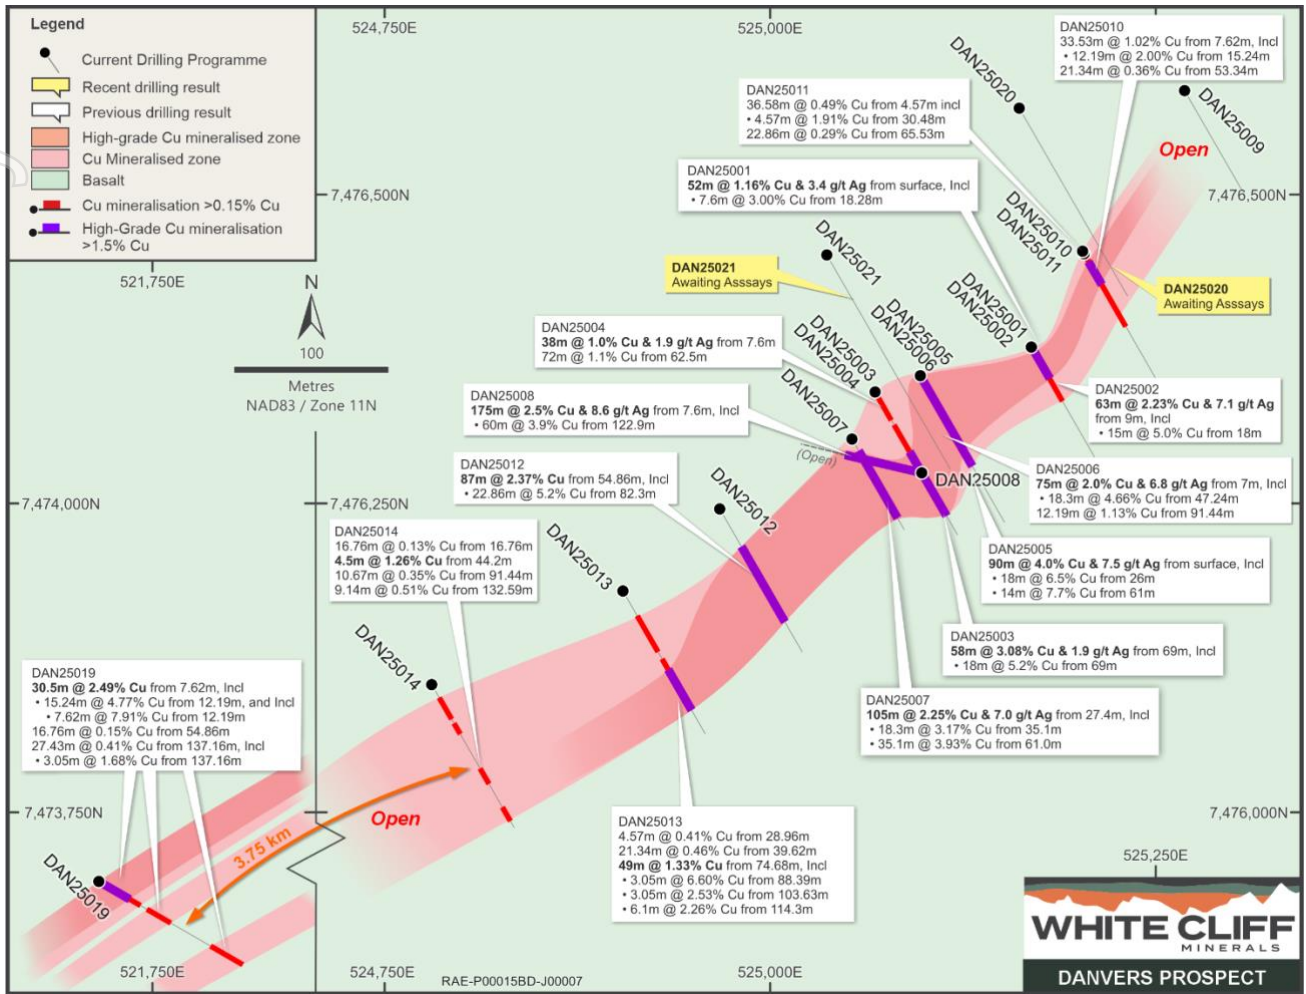 Legend
Current Drilling Programme
Recent drilling result
Previous drilling result
High-grade Cu mineralised zone
Cu Mineralised zone
Basalt
Cu mineralisation >0.15% Cu
High-Grade Cu mineralisation
>1.5% Cu
524,750E
525,000E
521,750E
N
100
Metres
NAD83 / Zone 11N
7,476,500N
7,476,500N
7,474,000N
7,476,250N
7,473,750N
7,476,000N
DAN25010
33.53m @ 1.02% Cu from 7.62m, Incl
• 12.19m @ 2.00% Cu from 15.24m
21.34m @ 0.36% Cu from 53.34m
DAN25020
DAN25009
Open
DAN25011
36.58m @ 0.49% Cu from 4.57m incl
• 4.57m @ 1.91% Cu from 30.48m
22.86m @ 0.29% Cu from 65.53m
DAN25001
52m @ 1.16% Cu & 3.4 g/t Ag from surface, Incl
• 7.6m @ 3.00% Cu from 18.28m
DAN25010
DAN25011
DAN25021
DAN25021
Awaiting Asssays
DAN25020
Awaiting Asssays
DAN25001
DAN25002
DAN25004
38m @ 1.0% Cu & 1.9 g/t Ag from 7.6m
72m @ 1.1% Cu from 62.5m
DAN25003
DAN25004
DAN25005
DAN25006
DAN25008
175m @ 2.5% Cu & 8.6 g/t Ag from 7.6m, Incl
• 60m @ 3.9% Cu from 122.9m
DAN25007
(Open)
DAN25008
DAN25002
63m @ 2.23% Cu & 7.1 g/t Ag
from 9m, Incl
• 15m @ 5.0% Cu from 18m
DAN25012
87m @ 2.37% Cu from 54.86m, Incl
• 22.86m @ 5.2% Cu from 82.3m
DAN25012
DAN25006
75m @ 2.0% Cu & 6.8 g/t Ag from 7m, Incl
• 18.3m @ 4.66% Cu from 47.24m
12.19m @ 1.13% Cu from 91.44m
DAN25014
16.76m @ 0.13% Cu from 16.76m
4.5m @ 1.26% Cu from 44.2m
10.67m @ 0.35% Cu from 91.44m
9.14m @ 0.51% Cu from 132.59m
DAN25013
DAN25005
90m @ 4.0% Cu & 7.5 g/t Ag from surface, Incl
• 18m @ 6.5% Cu from 26m
• 14m @ 7.7% Cu from 61m
DAN25014
DAN25003
58m @ 3.08% Cu & 1.9 g/t Ag from 69m, Incl
• 18m @ 5.2% Cu from 69m
DAN25019
30.5m @ 2.49% Cu from 7.62m, Incl
• 15.24m @ 4.77% Cu from 12.19m, and Incl
• 7.62m @ 7.91% Cu from 12.19m
16.76m @ 0.15% Cu from 54.86m
27.43m @ 0.41% Cu from 137.16m, Incl
• 3.05m @ 1.68% Cu from 137.16m
DAN25007
105m @ 2.25% Cu & 7.0 g/t Ag from 27.4m, Incl
• 18.3m @ 3.17% Cu from 35.1m
• 35.1m @ 3.93% Cu from 61.0m
DAN25013
4.57m @ 0.41% Cu from 28.96m
21.34m @ 0.46% Cu from 39.62m
49m @ 1.33% Cu from 74.68m, Incl
• 3.05m @ 6.60% Cu from 88.39m
• 3.05m @ 2.53% Cu from 103.63m
• 6.1m @ 2.26% Cu from 114.3m
Open
3.75 km
DAN25019
525,250E
WHITE CLIFF
MINERALS
DANVERS PROSPECT
521,750E
524,750E
RAE-P00015BD-J00007
525,000E